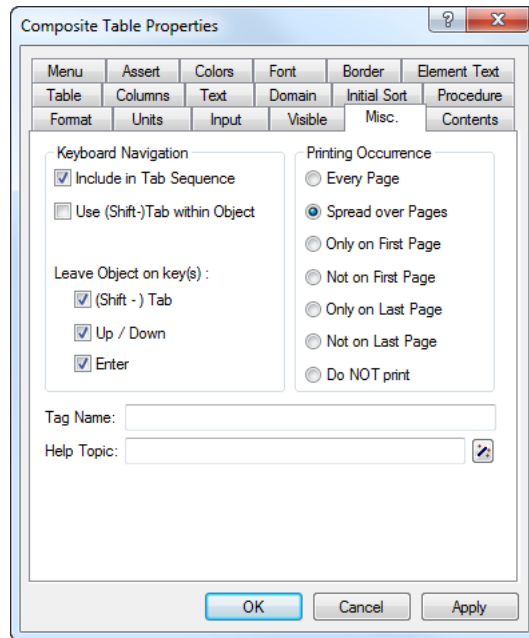 Composite Table Properties
Menu Assert Colors Font Border Element Text
Table Columns Text Domain Initial Sort Procedure
Format Units Input Visible Misc. Contents
Keyboard Navigation
Include in Tab Sequence
Use (Shift-)Tab within Object
Leave Object on key(s) :
(Shift - ) Tab
Up / Down
Enter
Printing Occurrence
Every Page
Spread over Pages
Only on First Page
Not on First Page
Only on Last Page
Not on Last Page
Do NOT print
Tag Name:
Help Topic:
OK Cancel Apply